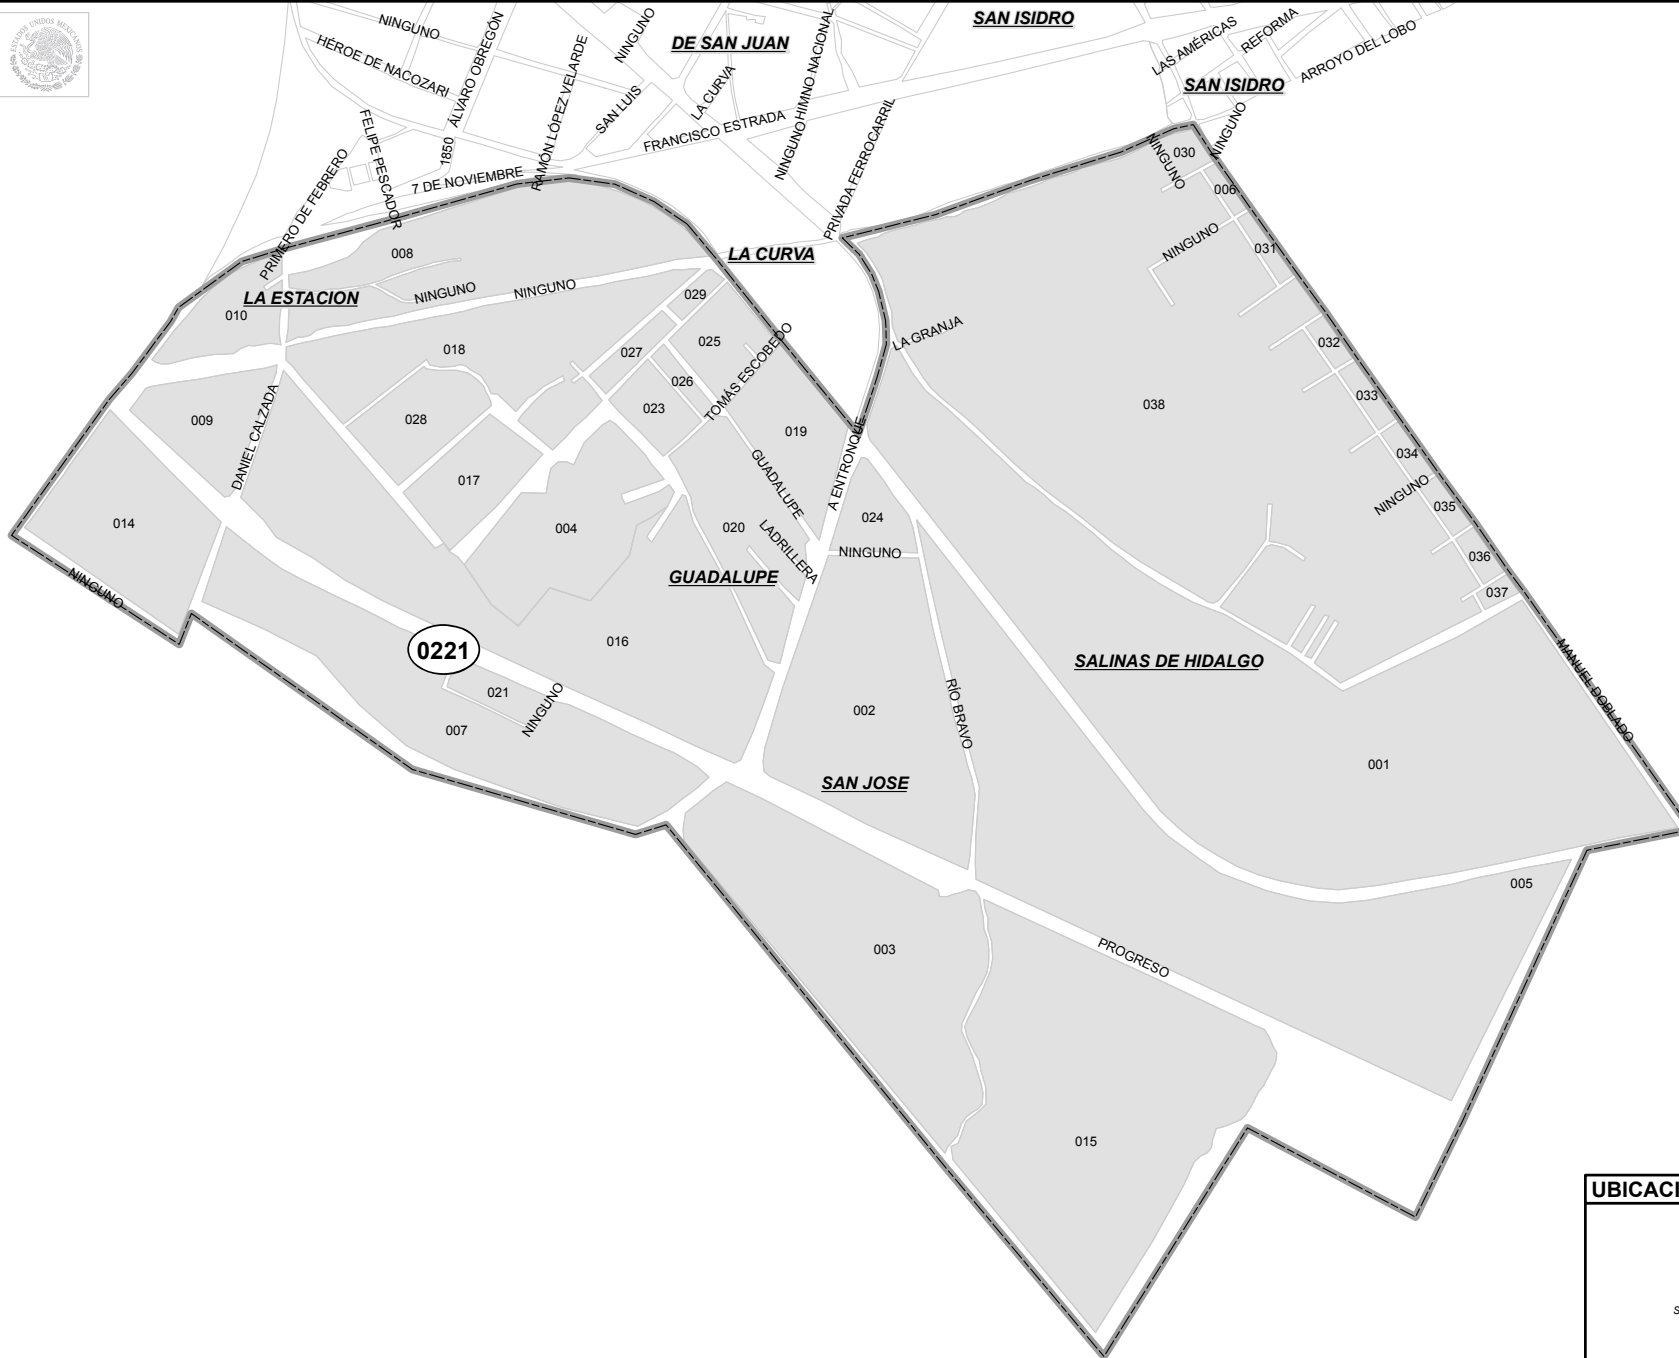 ESTADOS UNIDOS MEXICANOS
SAN ISIDRO
NINGUNO
NINGUNO
ÁLVARO OBREGÓN
DE SAN JUAN
HIMNO NACIONAL
LAS AMÉRICAS
REFORMA
ARROYO DEL LOBO
HÉROE DE NACOZARI
RAMÓN LÓPEZ VELARDE
SAN LUIS
LA CURVA
SAN ISIDRO
FELIPE PESCADOR
1850
FRANCISCO ESTRADA
NINGUNO
PRIVADA FERROCARRIL
NINGUNO
NINGUNO
030
PRIMERO DE FEBRERO
7 DE NOVIEMBRE
006
008
LA CURVA
NINGUNO
031
LA ESTACION
NINGUNO
NINGUNO
029
010
018
027
025
TOMÁS ESCOBEDO
LA GRANJA
032
026
009
DANIEL CALZADA
028
023
019
038
033
017
GUADALUPE
A ENTRONQUE
034
NINGUNO
035
014
004
020
LADRILLERA
024
NINGUNO
036
NINGUNO
GUADALUPE
037
0221
016
SALINAS DE HIDALGO
MANUEL DOBLADO
021
NINGUNO
007
002
RÍO BRAVO
001
SAN JOSE
005
003
PROGRESO
015
UBICACI
S